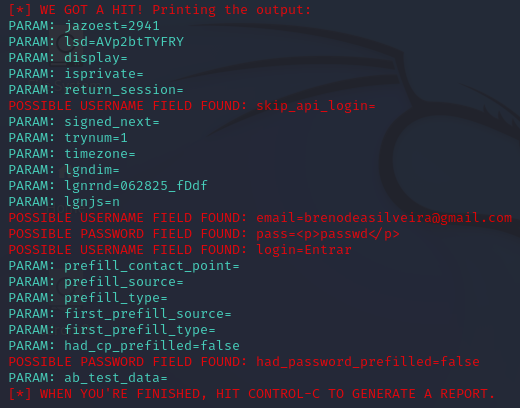 [*] WE GOT A HIT! Printing the output:
PARAM: jazoest=2941
PARAM: lsd=AVp2btTYFRY
PARAM: display=
PARAM: isprivate=
PARAM: return_session=
POSSIBLE USERNAME FIELD FOUND: skip_api_login=
PARAM: signed_next=
PARAM: trynum=1
PARAM: timezone=
PARAM: lgndim=
PARAM: lgnrnd=062825_fDdf
PARAM: lgnjs=n
POSSIBLE USERNAME FIELD FOUND: email=brenodeasilveira@gmail.com
POSSIBLE PASSWORD FIELD FOUND: pass=<p>passwd</p>
POSSIBLE USERNAME FIELD FOUND: login=Entrar
PARAM: prefill_contact_point=
PARAM: prefill_source=
PARAM: prefill_type=
PARAM: first_prefill_source=
PARAM: first_prefill_type=
PARAM: had_cp_prefilled=false
POSSIBLE PASSWORD FIELD FOUND: had_password_prefilled=false
PARAM: ab_test_data=
[*] WHEN YOU'RE FINISHED, HIT CONTROL-C TO GENERATE A REPORT.